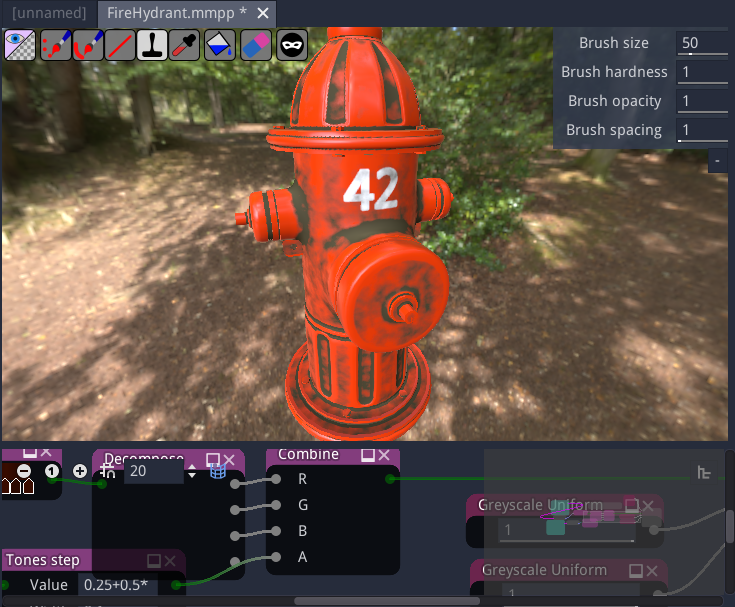 [unnamed] FireHydrant.mmpp *
Brush size 50
Brush hardness 1
Brush opacity 1
Brush spacing 1
-
42
Decompose
Combine
1
20
R
G
B
A
Greyscale Uniform
1
Tones step
Value 0.25+0.5*
Greyscale Uniform
1